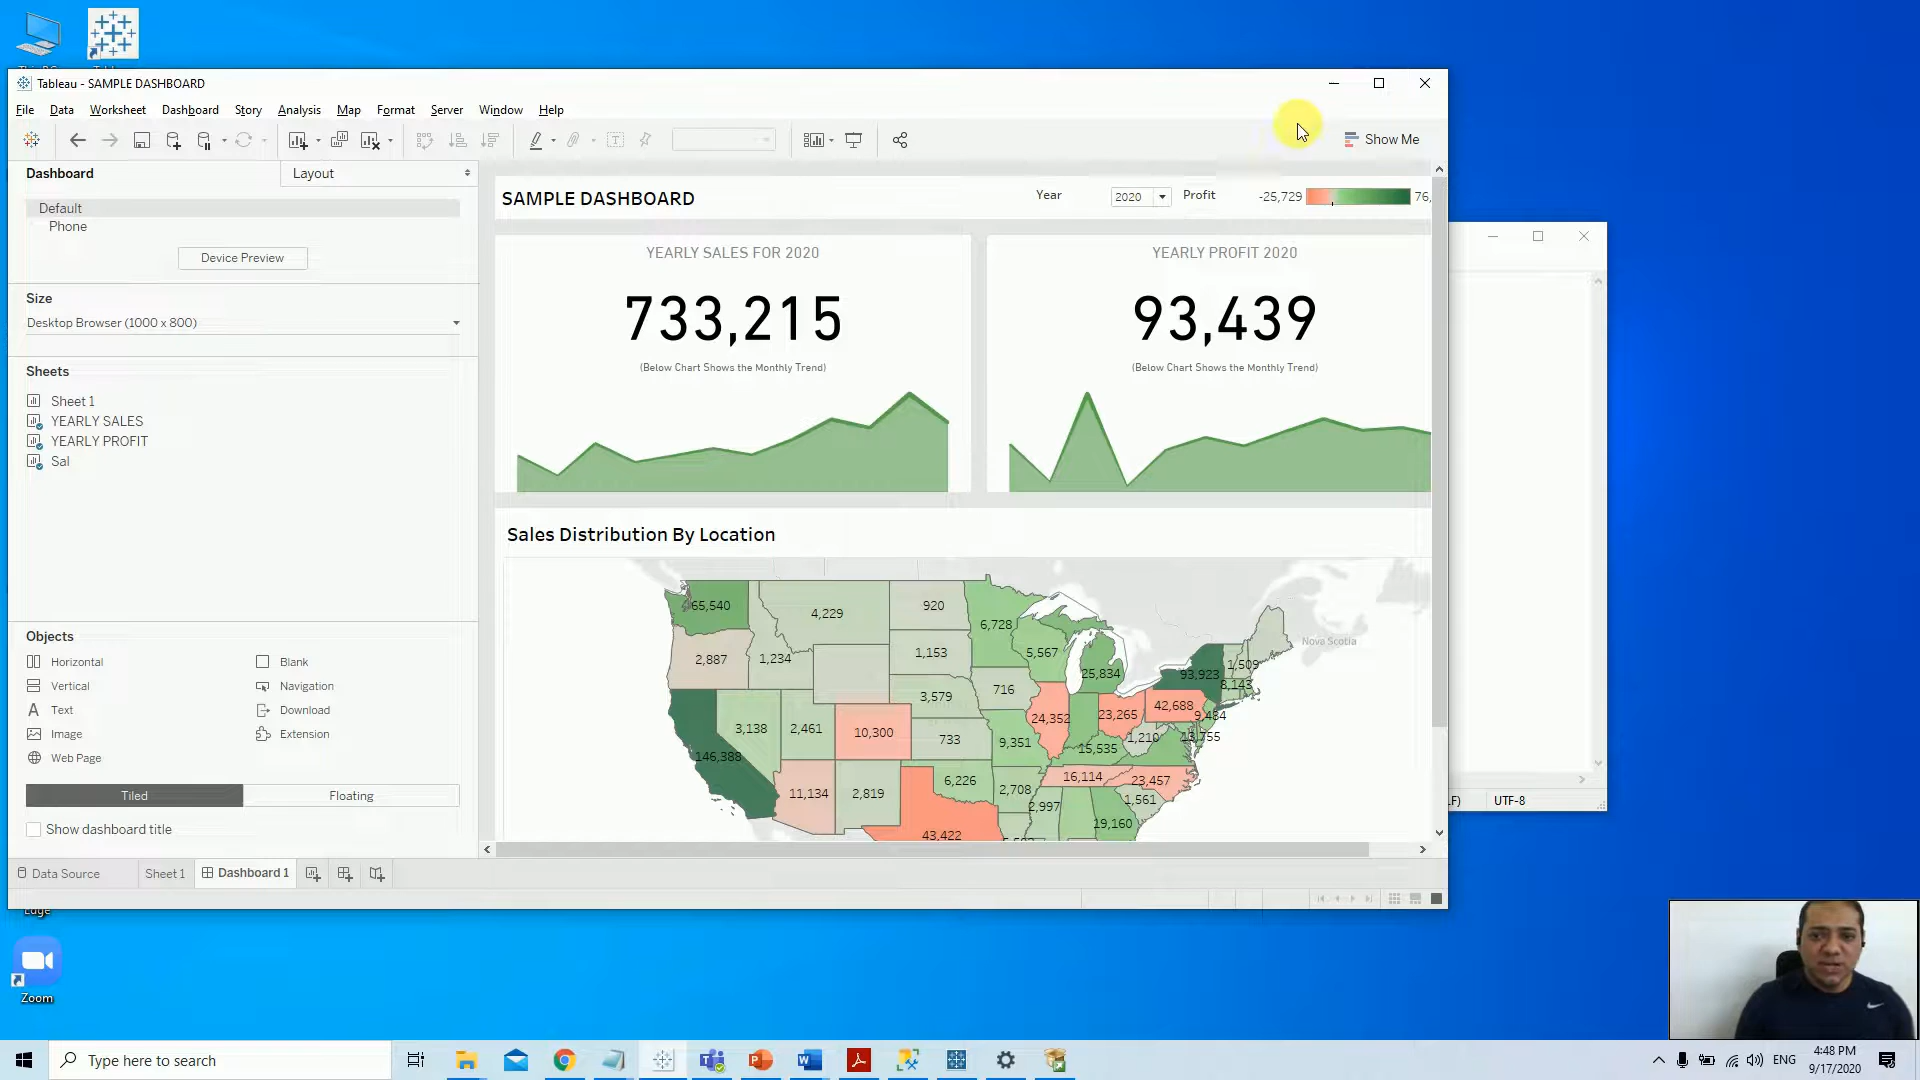 Tableau - SAMPLE DASHBOARD
File Data Worksheet Dashboard Story Analysis Map Format Server Window Help
Show Me
Dashboard Layout
Default
Phone
Device Preview
Size
Desktop Browser (1000 x 800)
Sheets
Sheet 1
YEARLY SALES
YEARLY PROFIT
Sal
Objects
Horizontal Blank
Vertical Navigation
Text Download
Image Extension
Web Page
Tiled Floating
Show dashboard title
SAMPLE DASHBOARD Year 2020 Profit -25,729 76,
YEARLY SALES FOR 2020
733,215
(Below Chart Shows the Monthly Trend)
YEARLY PROFIT 2020
93,439
(Below Chart Shows the Monthly Trend)
Sales Distribution By Location
65,540
4,229
920
6,728
2,887
1,234
1,153
5,567
25,834
Nova Scotia
1,509
93,923
8,143
3,579
716
42,688
9,484
24,352
23,265
3,138
2,461
10,300
733
9,351
15,535
1,210
13,755
146,388
11,134
2,819
6,226
2,708
16,114
23,457
2,997
1,561
19,160
43,422
Data Source Sheet 1 Dashboard 1
UTF-8
Edge
Zoom
Type here to search
ENG
4:48 PM
9/17/2020